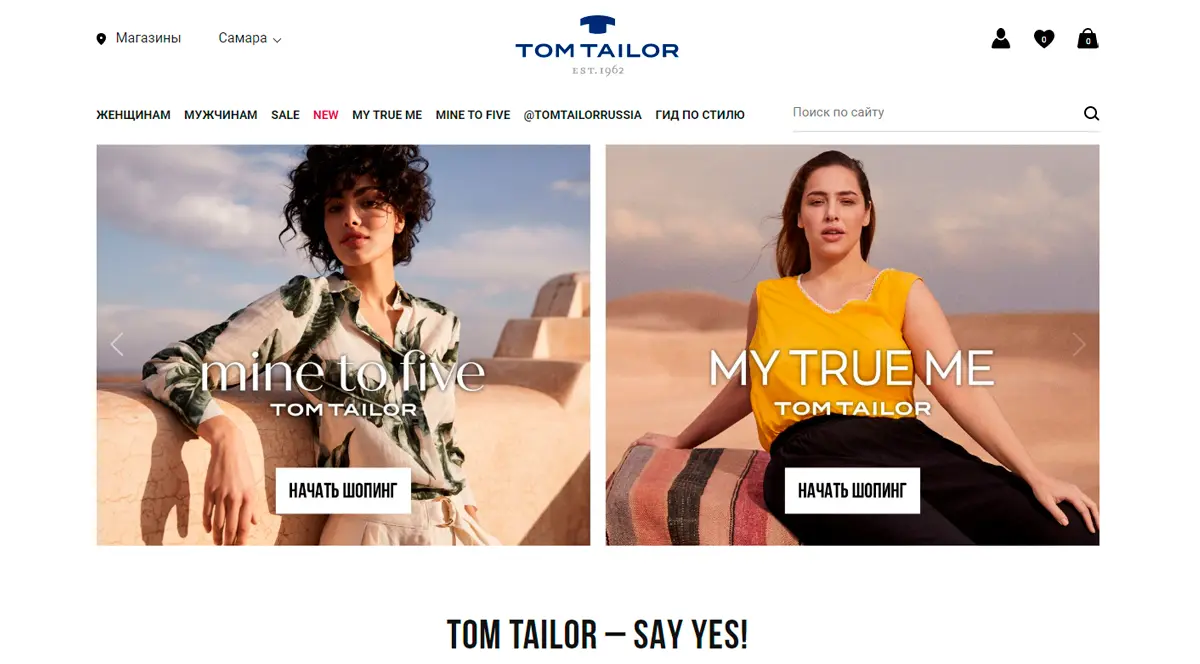 Магазины
Самара
TOM TAILOR
EST. 1962
0
0
ЖЕНЩИНАМ МУЖЧИНАМ SALE NEW MY TRUE ME MINE TO FIVE @TOMTAILORRUSSIA ГИД ПО СТИЛЮ
Поиск по сайту
mine to five
TOM TAILOR
НАЧАТЬ ШОПИНГ
MY TRUE ME
TOM TAILOR
НАЧАТЬ ШОПИНГ
TOM TAILOR – SAY YES!